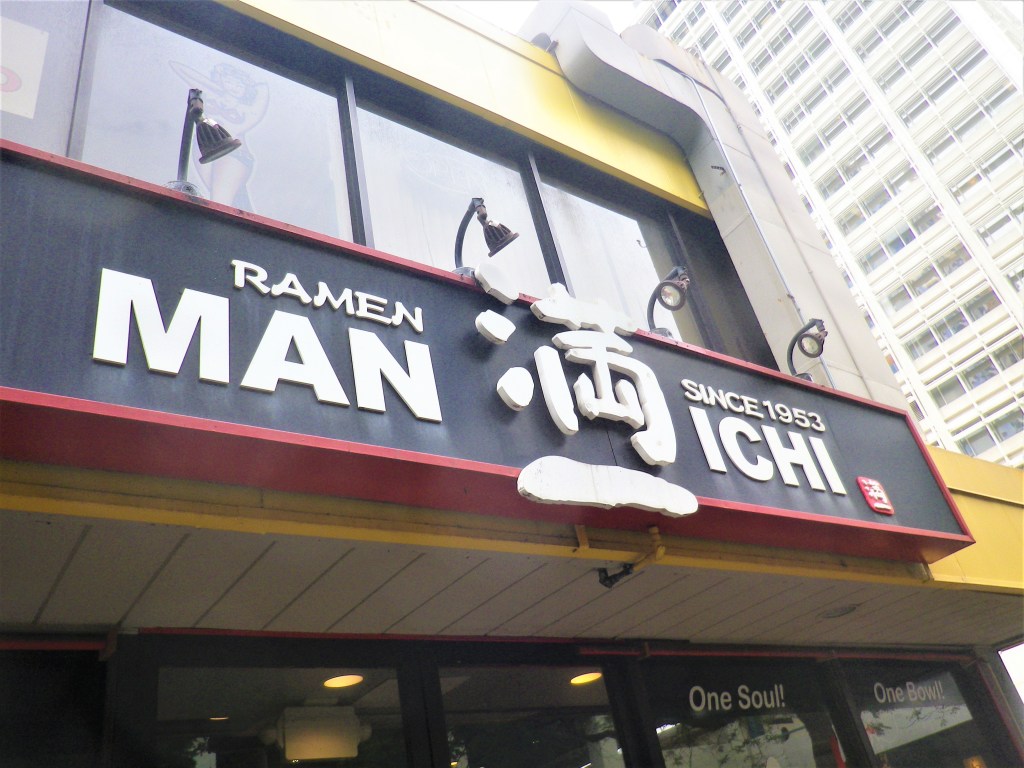 RAMEN
MAN
満
一
SINCE 1953
ICHI
One Soul!
One Bowl!